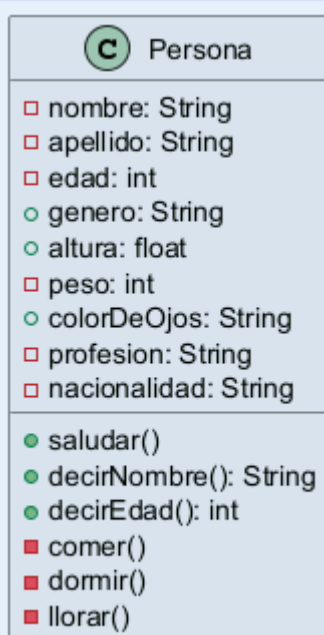 C Persona
nombre: String
apellido: String
edad: int
genero: String
altura: float
peso: int
colorDeOjos: String
profesion: String
nacionalidad: String
saludar()
decirNombre(): String
decirEdad(): int
comer()
dormir()
llorar()